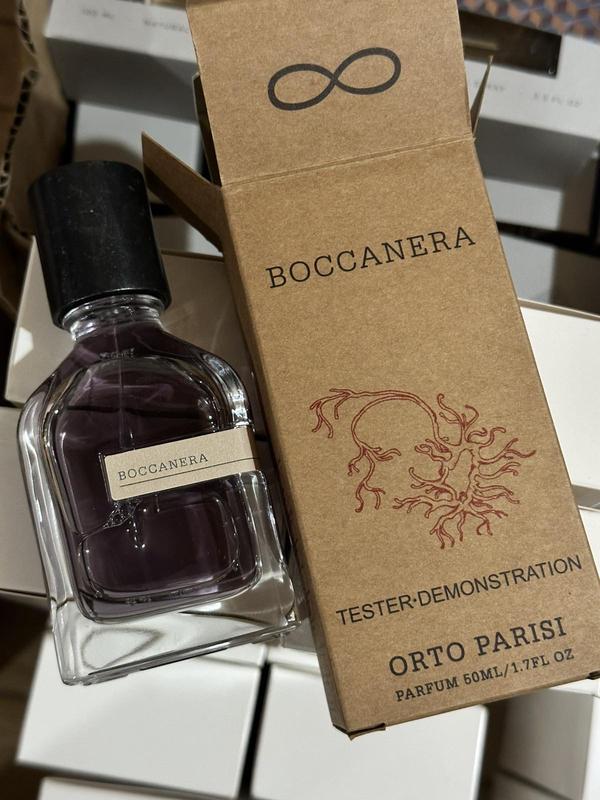 BOCCANERA
TESTER·DEMONSTRATION
ORTO PARISI
PARFUM 50ML/1.7FL OZ
BOCCANERA